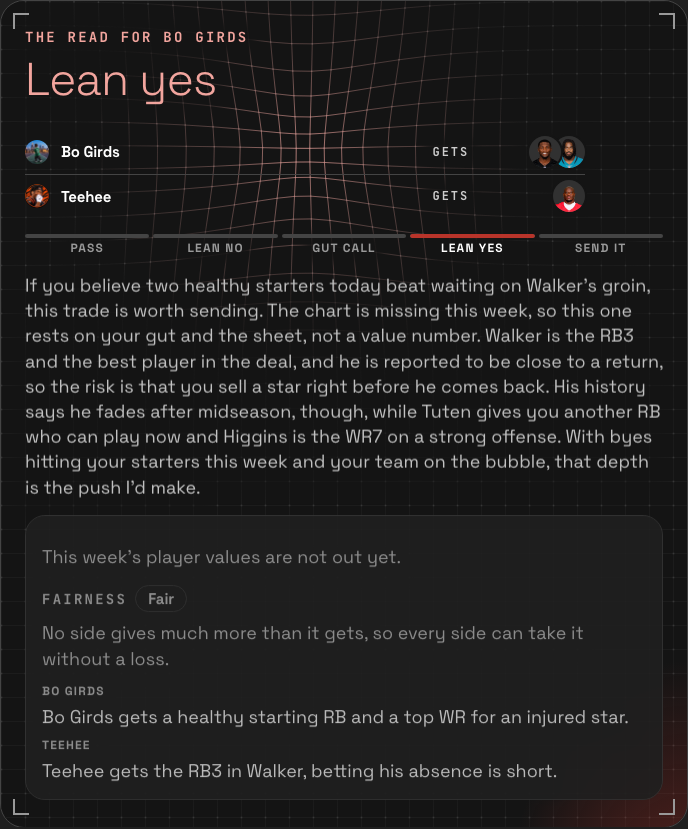 THE READ FOR BO GIRDS
Lean yes
Bo Girds GETS
Teehee GETS
PASS LEAN NO GUT CALL LEAN YES SEND IT
If you believe two healthy starters today beat waiting on Walker's groin,
this trade is worth sending. The chart is missing this week, so this one
rests on your gut and the sheet, not a value number. Walker is the RB3
and the best player in the deal, and he is reported to be close to a return,
so the risk is that you sell a star right before he comes back. His history
says he fades after midseason, though, while Tuten gives you another RB
who can play now and Higgins is the WR7 on a strong offense. With byes
hitting your starters this week and your team on the bubble, that depth
is the push I'd make.
This week's player values are not out yet.
FAIRNESS Fair
No side gives much more than it gets, so every side can take it
without a loss.
BO GIRDS
Bo Girds gets a healthy starting RB and a top WR for an injured star.
TEEHEE
Teehee gets the RB3 in Walker, betting his absence is short.